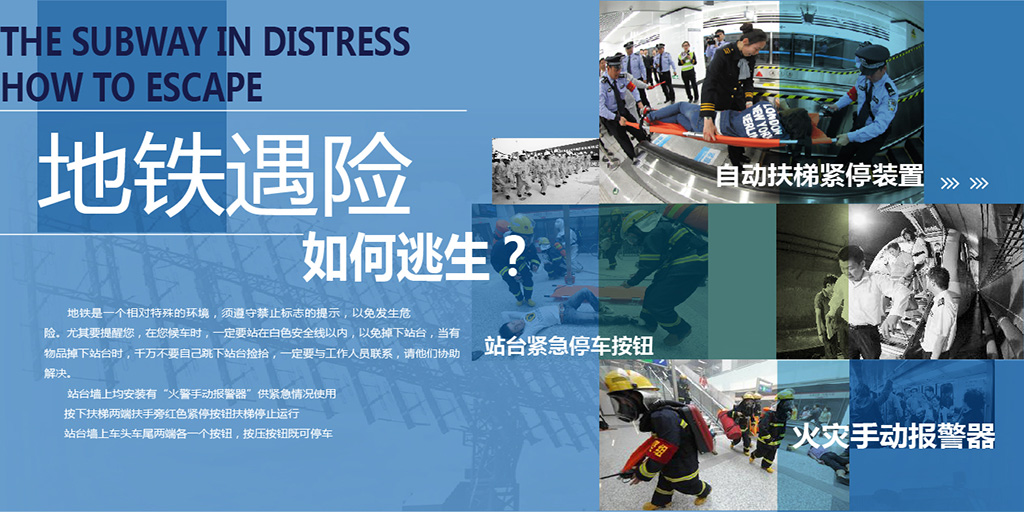 THE SUBWAY IN DISTRESS
HOW TO ESCAPE
地铁遇险
如何逃生？
地铁是一个相对特殊的环境，须遵守禁止标志的提示，以免发生危
险。尤其要提醒您，在您候车时，一定要站在白色安全线以内，以免掉下站台，当有
物品掉下站台时，千万不要自己跳下站台捡拾，一定要与工作人员联系，请他们协助
解决。
站台墙上均安装有“火警手动报警器”供紧急情况使用
按下扶梯两端扶手旁红色紧停按钮扶梯停止运行
站台墙上车头车尾两端各一个按钮，按压按钮既可停车
自动扶梯紧停装置
站台紧急停车按钮
火灾手动报警器
LONDON
NEW YORK